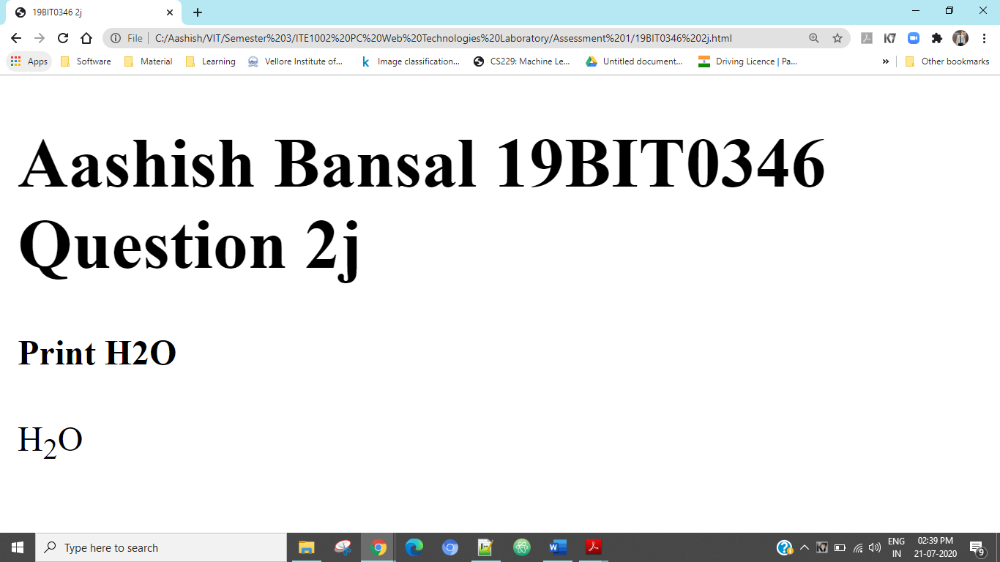 19BIT0346 2j
File | C:/Aashish/VIT/Semester%203/ITE1002%20PC%20Web%20Technologies%20Laboratory/Assessment%201/19BIT0346%202j.html
Apps Software Material Learning Vellore Institute of... Image classification... CS229: Machine Le... Untitled document... Driving Licence | Pa... » Other bookmarks
Aashish Bansal 19BIT0346
Question 2j
Print H2O
H₂O
Type here to search
ENG 02:39 PM
IN 21-07-2020 9